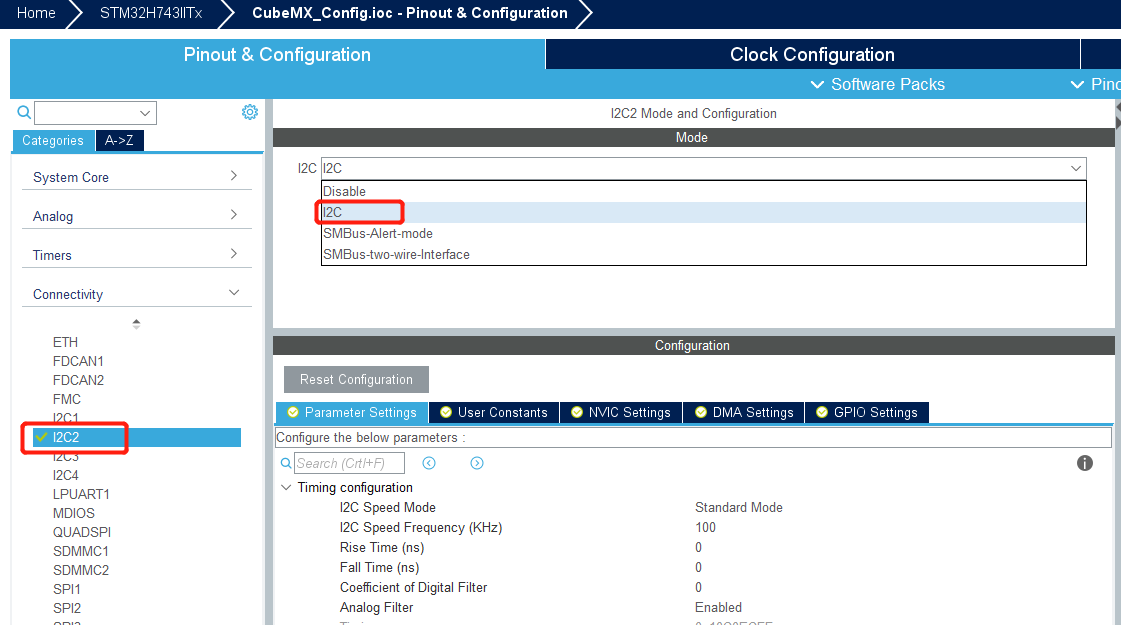 Home STM32H743IITx CubeMX_Config.ioc - Pinout & Configuration
Pinout & Configuration Clock Configuration
Software Packs
Categories A->Z
System Core
Analog
Timers
Connectivity
ETH
FDCAN1
FDCAN2
FMC
I2C1
I2C2
I2C3
I2C4
LPUART1
MDIOS
QUADSPI
SDMMC1
SDMMC2
SPI1
SPI2
I2C2 Mode and Configuration
Mode
I2C I2C
Disable
I2C
SMBus-Alert-mode
SMBus-two-wire-Interface
Configuration
Reset Configuration
Parameter Settings User Constants NVIC Settings DMA Settings GPIO Settings
Configure the below parameters :
Search (Crtl+F)
Timing configuration
I2C Speed Mode Standard Mode
I2C Speed Frequency (KHz) 100
Rise Time (ns) 0
Fall Time (ns) 0
Coefficient of Digital Filter 0
Analog Filter Enabled